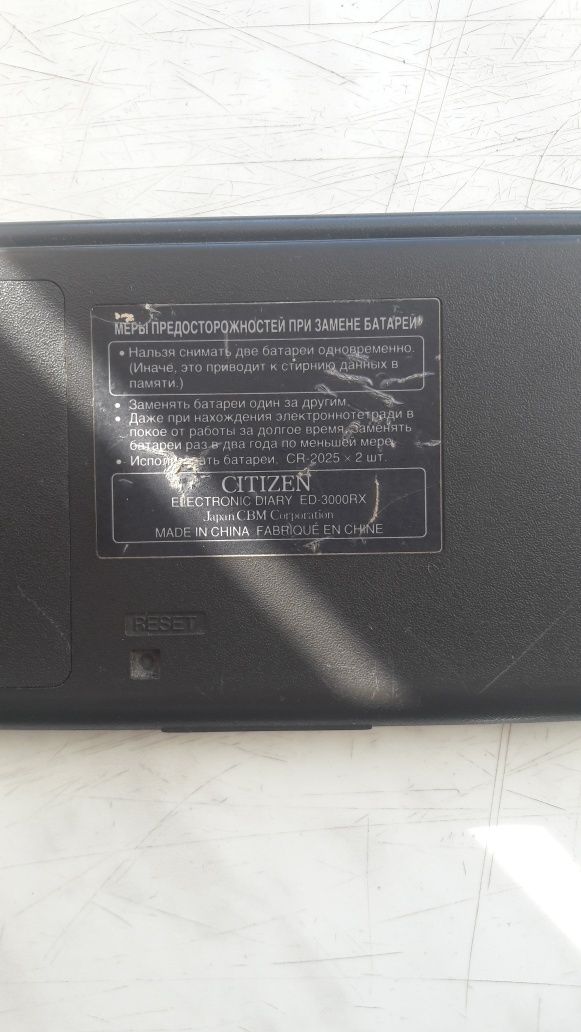 МЕРЫ ПРЕДОСТОРОЖНОСТЕЙ ПРИ ЗАМЕНЕ БАТАРЕЙ
• Нальзя снимать две батареи одновременно.
(Иначе, это приводит к стирнию данных в
памяти.)
• Заменять батареи один за другим.
• Даже при нахождения электроннотетради в
покое от работы за долгое время, заменять
батареи раз в два года по меньшей мере.
• Использовать батареи, CR-2025 × 2 шт.
CITIZEN
ELECTRONIC DIARY ED-3000RX
Japan CBM Corporation
MADE IN CHINA FABRIQUÉ EN CHINE
RESET